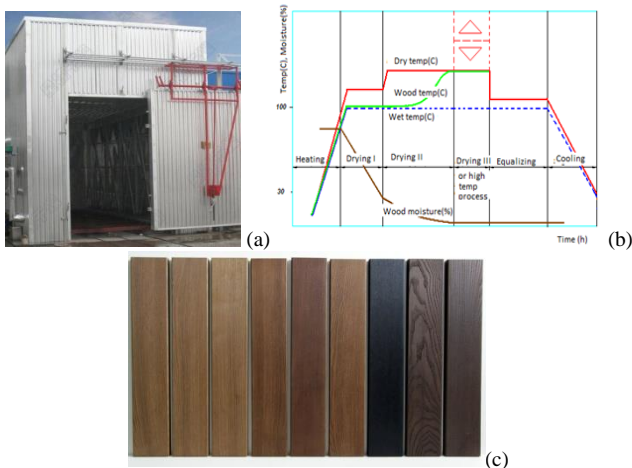 (a)
Temp(C), Moisture(%)
100
30
Dry temp(C)
Wood temp(C)
Wet temp(C)
Heating
Drying I
Drying II
Drying III
or high
temp
process
Equalizing
Cooling
Wood moisture(%)
Time (h)
(b)
(c)